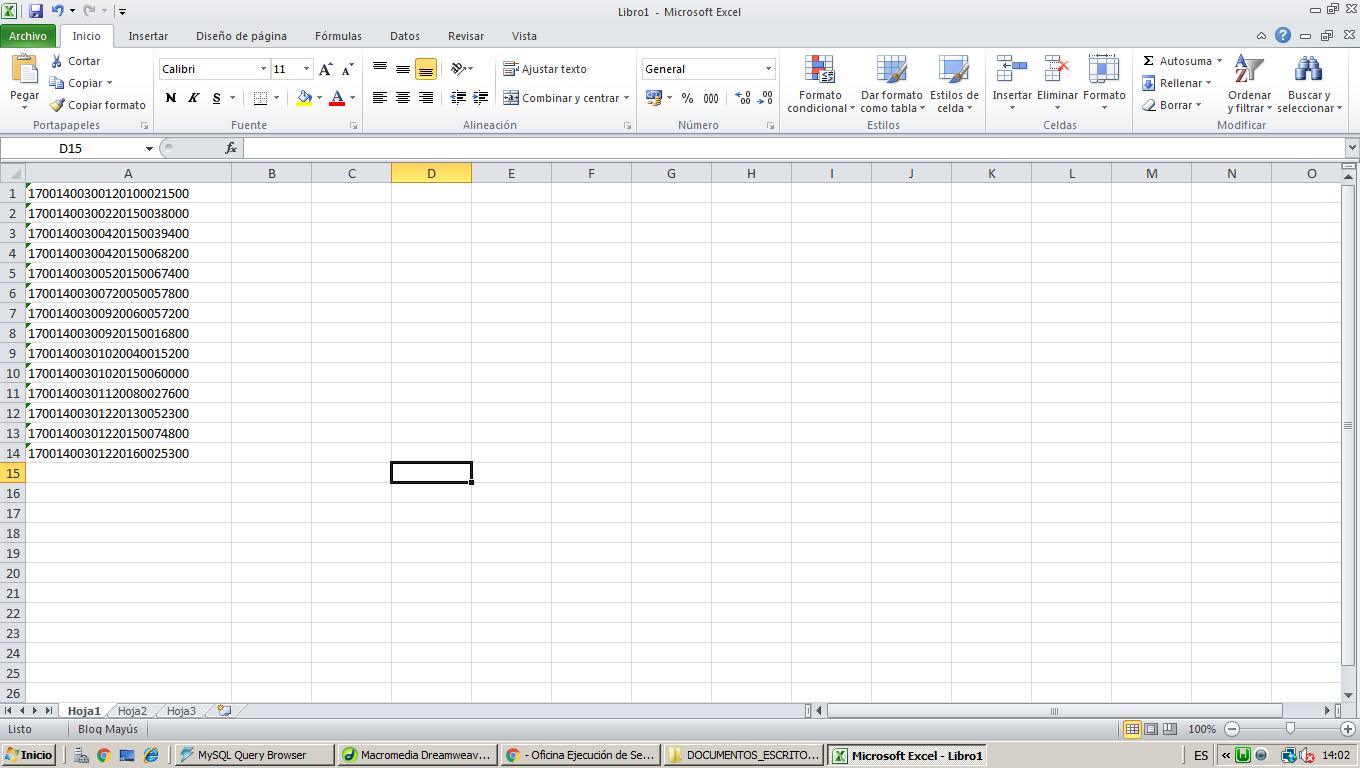 Libro1 - Microsoft Excel
Archivo Inicio Insertar Diseño de página Fórmulas Datos Revisar Vista
Pegar
Cortar
Copiar
Copiar formato
Portapapeles
Calibri 11
N K S
Fuente
Ajustar texto
Combinar y centrar
Alineación
General
% 000
Número
Formato condicional
Dar formato como tabla
Estilos de celda
Estilos
Insertar Eliminar Formato
Celdas
Autosuma
Rellenar
Borrar
Ordenar y filtrar
Buscar y seleccionar
Modificar
D15 fx
A B C D E F G H I J K L M N O
1 17001400300120100021500
2 17001400300220150038000
3 17001400300420150039400
4 17001400300420150068200
5 17001400300520150067400
6 17001400300720050057800
7 17001400300920060057200
8 17001400300920150016800
9 17001400301020040015200
10 17001400301020150060000
11 17001400301120080027600
12 17001400301220130052300
13 17001400301220150074800
14 17001400301220160025300
15
16
17
18
19
20
21
22
23
24
25
26
Hoja1 Hoja2 Hoja3
Listo Bloq Mayús 100%
Inicio MySQL Query Browser Macromedia Dreamweav... - Oficina Ejecución de Se... DOCUMENTOS_ESCRITO... Microsoft Excel - Libro1 ES « 14:02